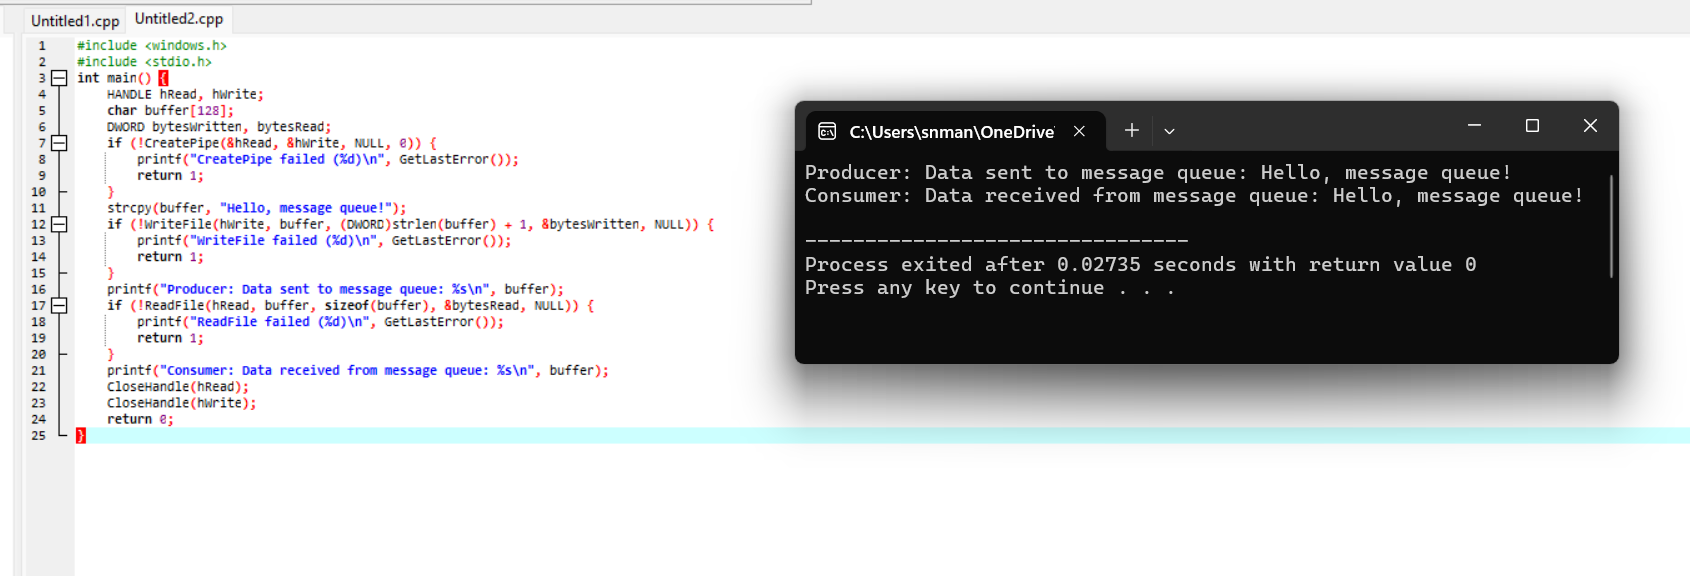 Untitled1.cpp Untitled2.cpp
1 #include <windows.h>
2 #include <stdio.h>
3 int main() {
4 HANDLE hRead, hWrite;
5 char buffer[128];
6 DWORD bytesWritten, bytesRead;
7 if (!CreatePipe(&hRead, &hWrite, NULL, 0)) {
8 printf("CreatePipe failed (%d)\n", GetLastError());
9 return 1;
10 }
11 strcpy(buffer, "Hello, message queue!");
12 if (!WriteFile(hWrite, buffer, (DWORD)strlen(buffer) + 1, &bytesWritten, NULL)) {
13 printf("WriteFile failed (%d)\n", GetLastError());
14 return 1;
15 }
16 printf("Producer: Data sent to message queue: %s\n", buffer);
17 if (!ReadFile(hRead, buffer, sizeof(buffer), &bytesRead, NULL)) {
18 printf("ReadFile failed (%d)\n", GetLastError());
19 return 1;
20 }
21 printf("Consumer: Data received from message queue: %s\n", buffer);
22 CloseHandle(hRead);
23 CloseHandle(hWrite);
24 return 0;
25 }
C:\Users\snman\OneDrive
Producer: Data sent to message queue: Hello, message queue!
Consumer: Data received from message queue: Hello, message queue!
--------------------------------
Process exited after 0.02735 seconds with return value 0
Press any key to continue . . .